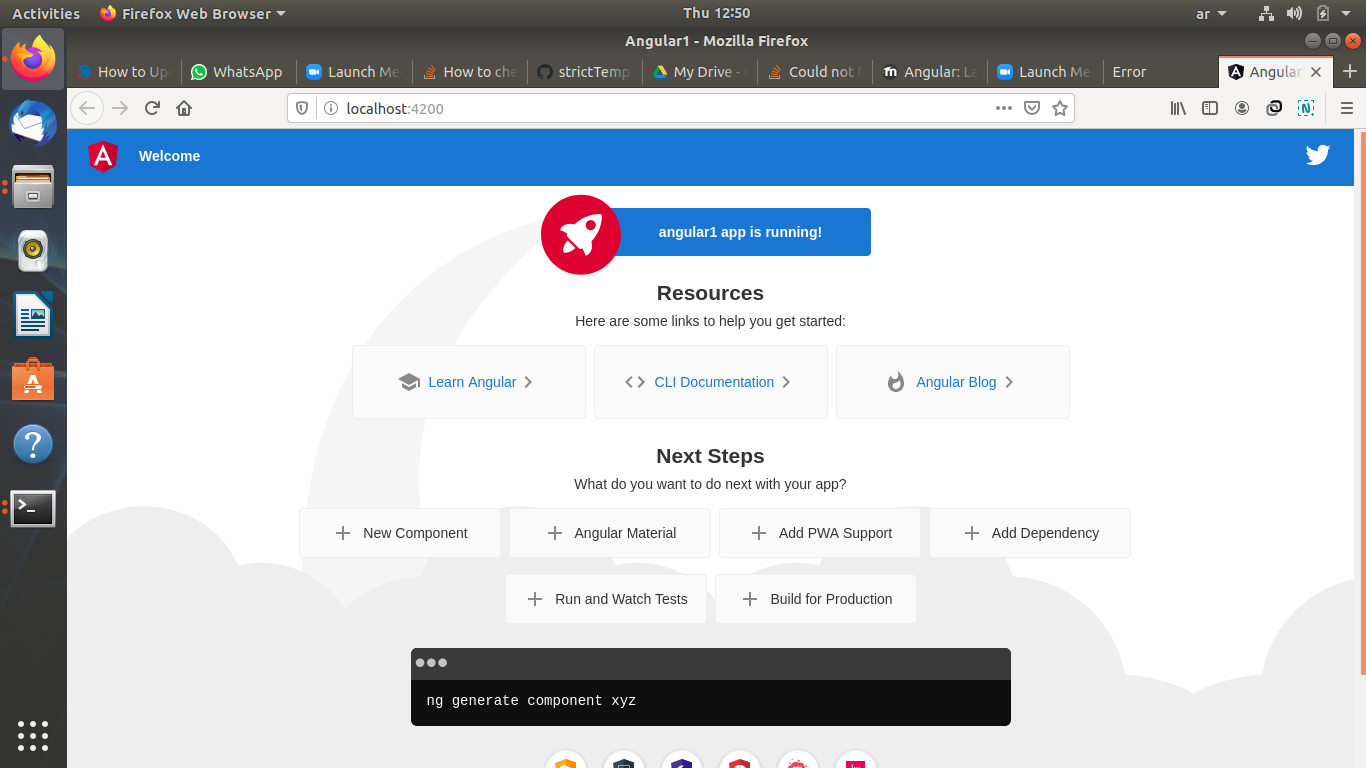 Activities Firefox Web Browser Thu 12:50 ar
Angular1 - Mozilla Firefox
How to Up WhatsApp Launch Me How to che strictTemp My Drive - Could not Angular: La Launch Me Error Angular
localhost:4200
Welcome
angular1 app is running!
Resources
Here are some links to help you get started:
Learn Angular CLI Documentation Angular Blog
Next Steps
What do you want to do next with your app?
New Component Angular Material Add PWA Support Add Dependency
Run and Watch Tests Build for Production
ng generate component xyz